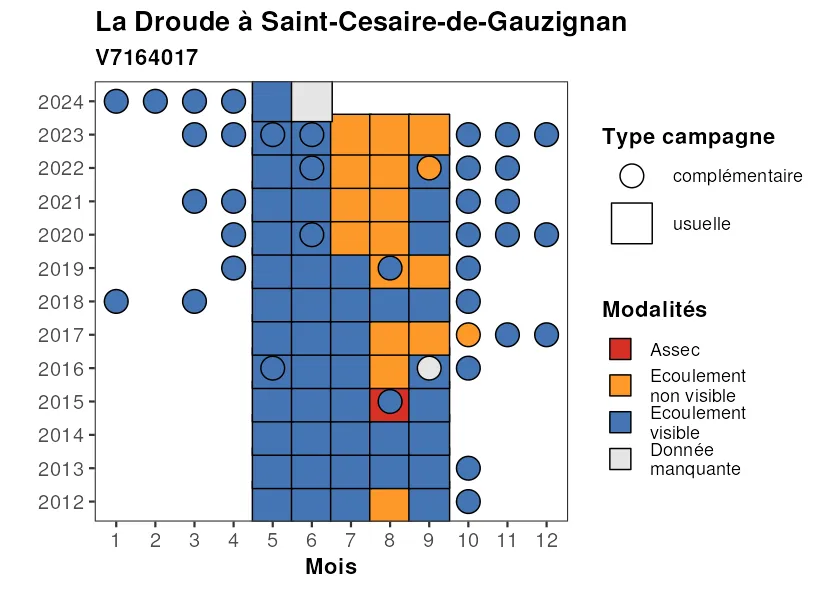 La Droude à Saint-Cesaire-de-Gauzignan
V7164017
2024
2023
2022
2021
2020
2019
2018
2017
2016
2015
2014
2013
2012
1 2 3 4 5 6 7 8 9 10 11 12
Mois
Type campagne
complémentaire
usuelle
Modalités
Assec
Ecoulement
non visible
Ecoulement
visible
Donnée
manquante